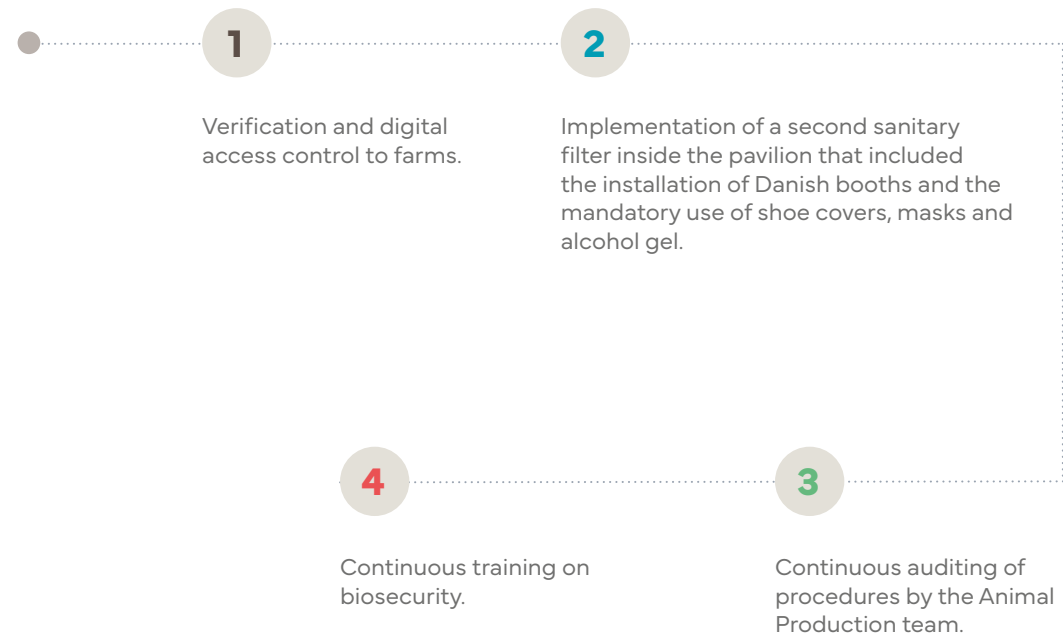 1
Verification and digital
access control to farms.
2
Implementation of a second sanitary
filter inside the pavilion that included
the installation of Danish booths and the
mandatory use of shoe covers, masks and
alcohol gel.
3
Continuous auditing of
procedures by the Animal
Production team.
4
Continuous training on
biosecurity.